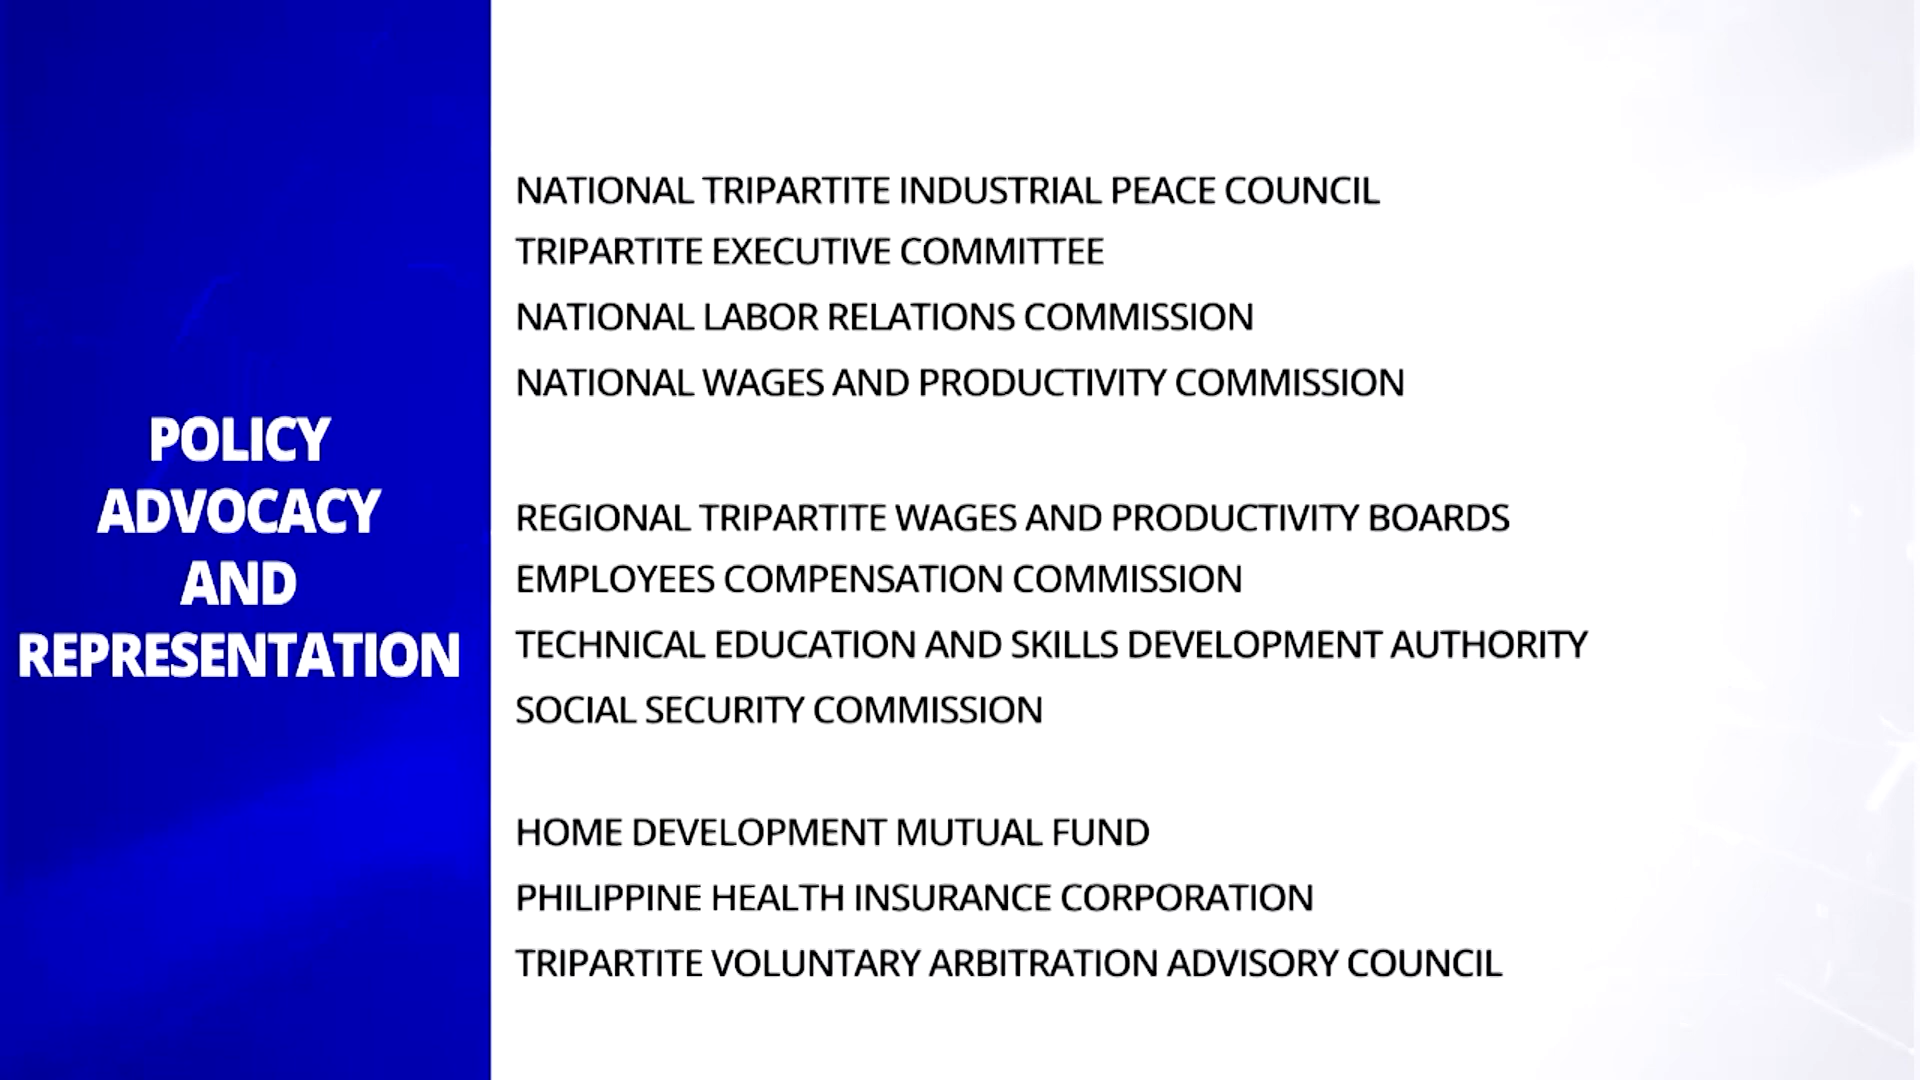 POLICY
ADVOCACY
AND
REPRESENTATION
NATIONAL TRIPARTITE INDUSTRIAL PEACE COUNCIL
TRIPARTITE EXECUTIVE COMMITTEE
NATIONAL LABOR RELATIONS COMMISSION
NATIONAL WAGES AND PRODUCTIVITY COMMISSION
REGIONAL TRIPARTITE WAGES AND PRODUCTIVITY BOARDS
EMPLOYEES COMPENSATION COMMISSION
TECHNICAL EDUCATION AND SKILLS DEVELOPMENT AUTHORITY
SOCIAL SECURITY COMMISSION
HOME DEVELOPMENT MUTUAL FUND
PHILIPPINE HEALTH INSURANCE CORPORATION
TRIPARTITE VOLUNTARY ARBITRATION ADVISORY COUNCIL